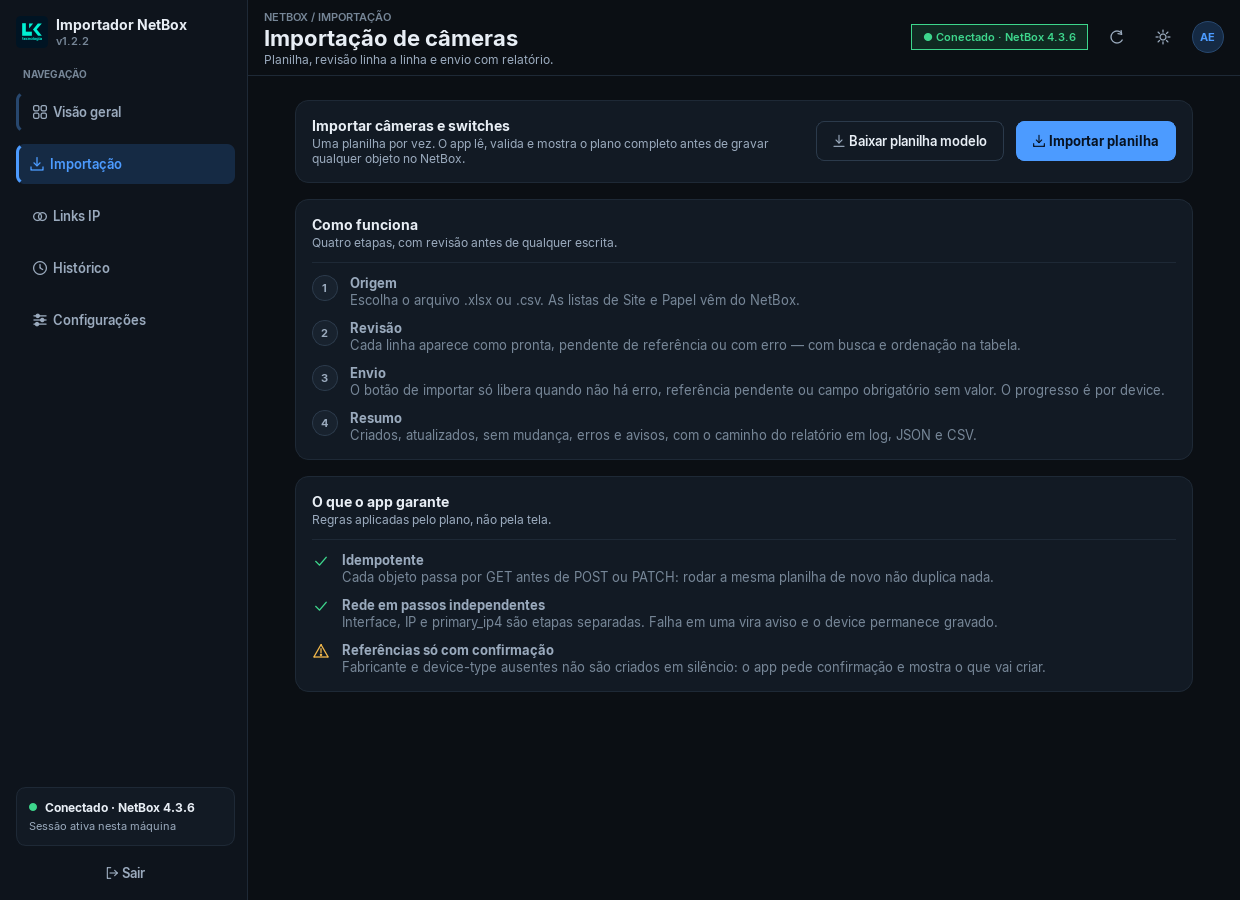 LK
Importador NetBox
v1.2.2
NAVEGAÇÃO
Visão geral
Importação
Links IP
Histórico
Configurações
Conectado · NetBox 4.3.6
Sessão ativa nesta máquina
Sair
NETBOX / IMPORTAÇÃO
Importação de câmeras
Planilha, revisão linha a linha e envio com relatório.
Conectado · NetBox 4.3.6
AE
Importar câmeras e switches
Uma planilha por vez. O app lê, valida e mostra o plano completo antes de gravar
qualquer objeto no NetBox.
Baixar planilha modelo
Importar planilha
Como funciona
Quatro etapas, com revisão antes de qualquer escrita.
1
Origem
Escolha o arquivo .xlsx ou .csv. As listas de Site e Papel vêm do NetBox.
2
Revisão
Cada linha aparece como pronta, pendente de referência ou com erro — com busca e ordenação na tabela.
3
Envio
O botão de importar só libera quando não há erro, referência pendente ou campo obrigatório sem valor. O progresso é por device.
4
Resumo
Criados, atualizados, sem mudança, erros e avisos, com o caminho do relatório em log, JSON e CSV.
O que o app garante
Regras aplicadas pelo plano, não pela tela.
Idempotente
Cada objeto passa por GET antes de POST ou PATCH: rodar a mesma planilha de novo não duplica nada.
Rede em passos independentes
Interface, IP e primary_ip4 são etapas separadas. Falha em uma vira aviso e o device permanece gravado.
Referências só com confirmação
Fabricante e device-type ausentes não são criados em silêncio: o app pede confirmação e mostra o que vai criar.